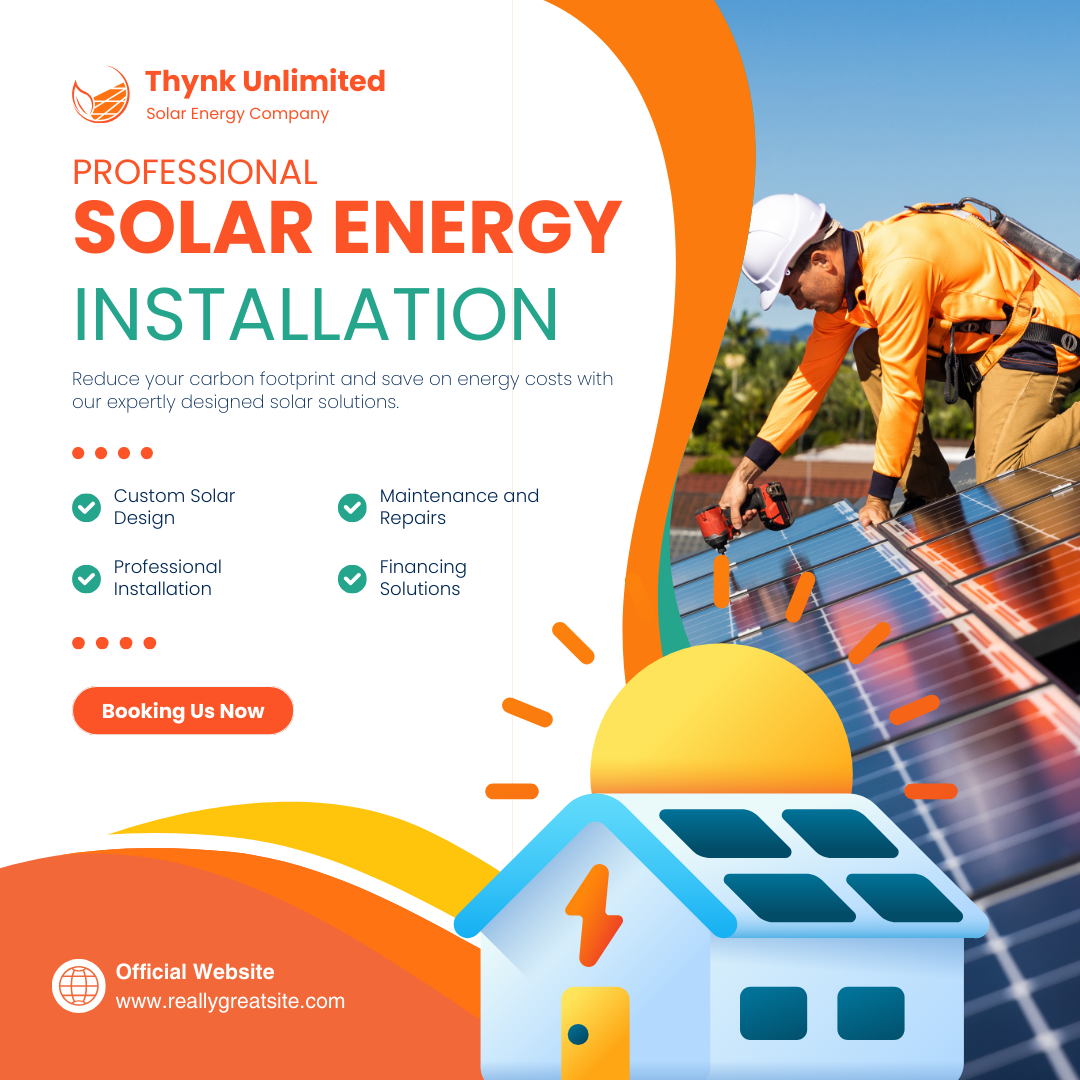 Thynk Unlimited
Solar Energy Company
PROFESSIONAL
SOLAR ENERGY
INSTALLATION
Reduce your carbon footprint and save on energy costs with
our expertly designed solar solutions.
Custom Solar
Design
Maintenance and
Repairs
Professional
Installation
Financing
Solutions
Booking Us Now
Official Website
www.reallygreatsite.com